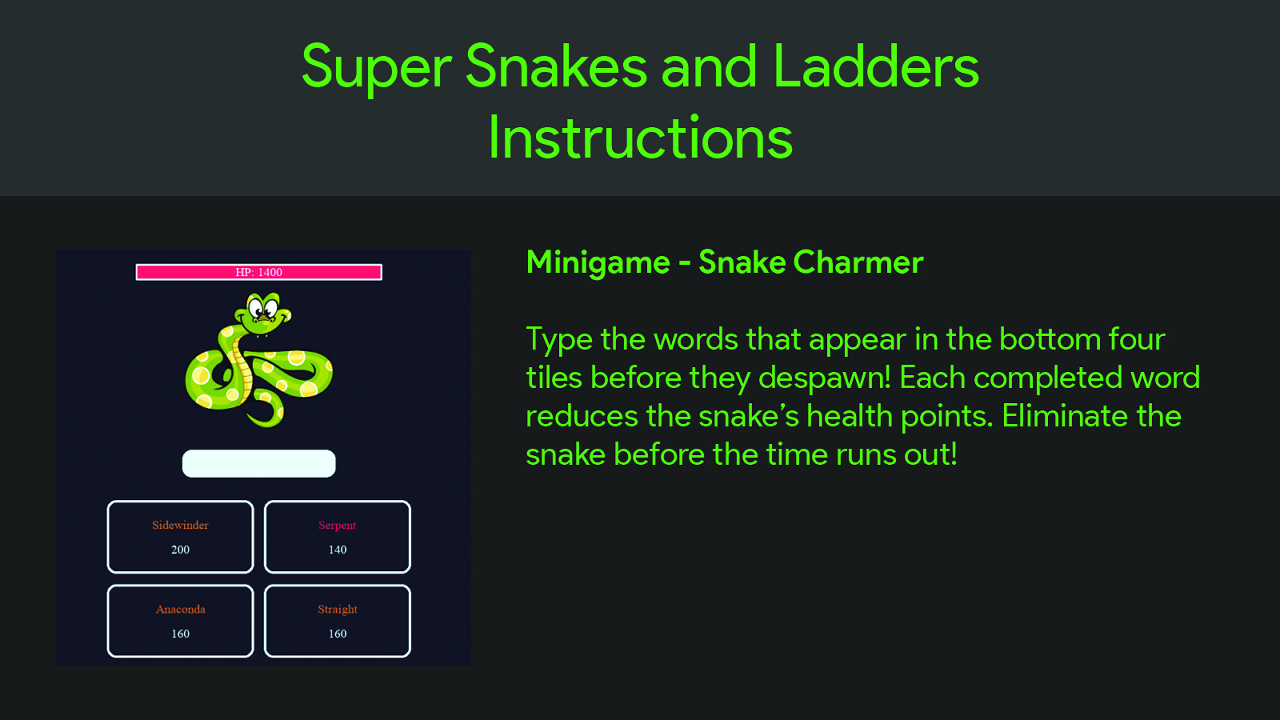 Super Snakes and Ladders
Instructions
HP: 1400
Sidewinder
200
Serpent
140
Anaconda
160
Straight
160
Minigame - Snake Charmer
Type the words that appear in the bottom four
tiles before they despawn! Each completed word
reduces the snake’s health points. Eliminate the
snake before the time runs out!